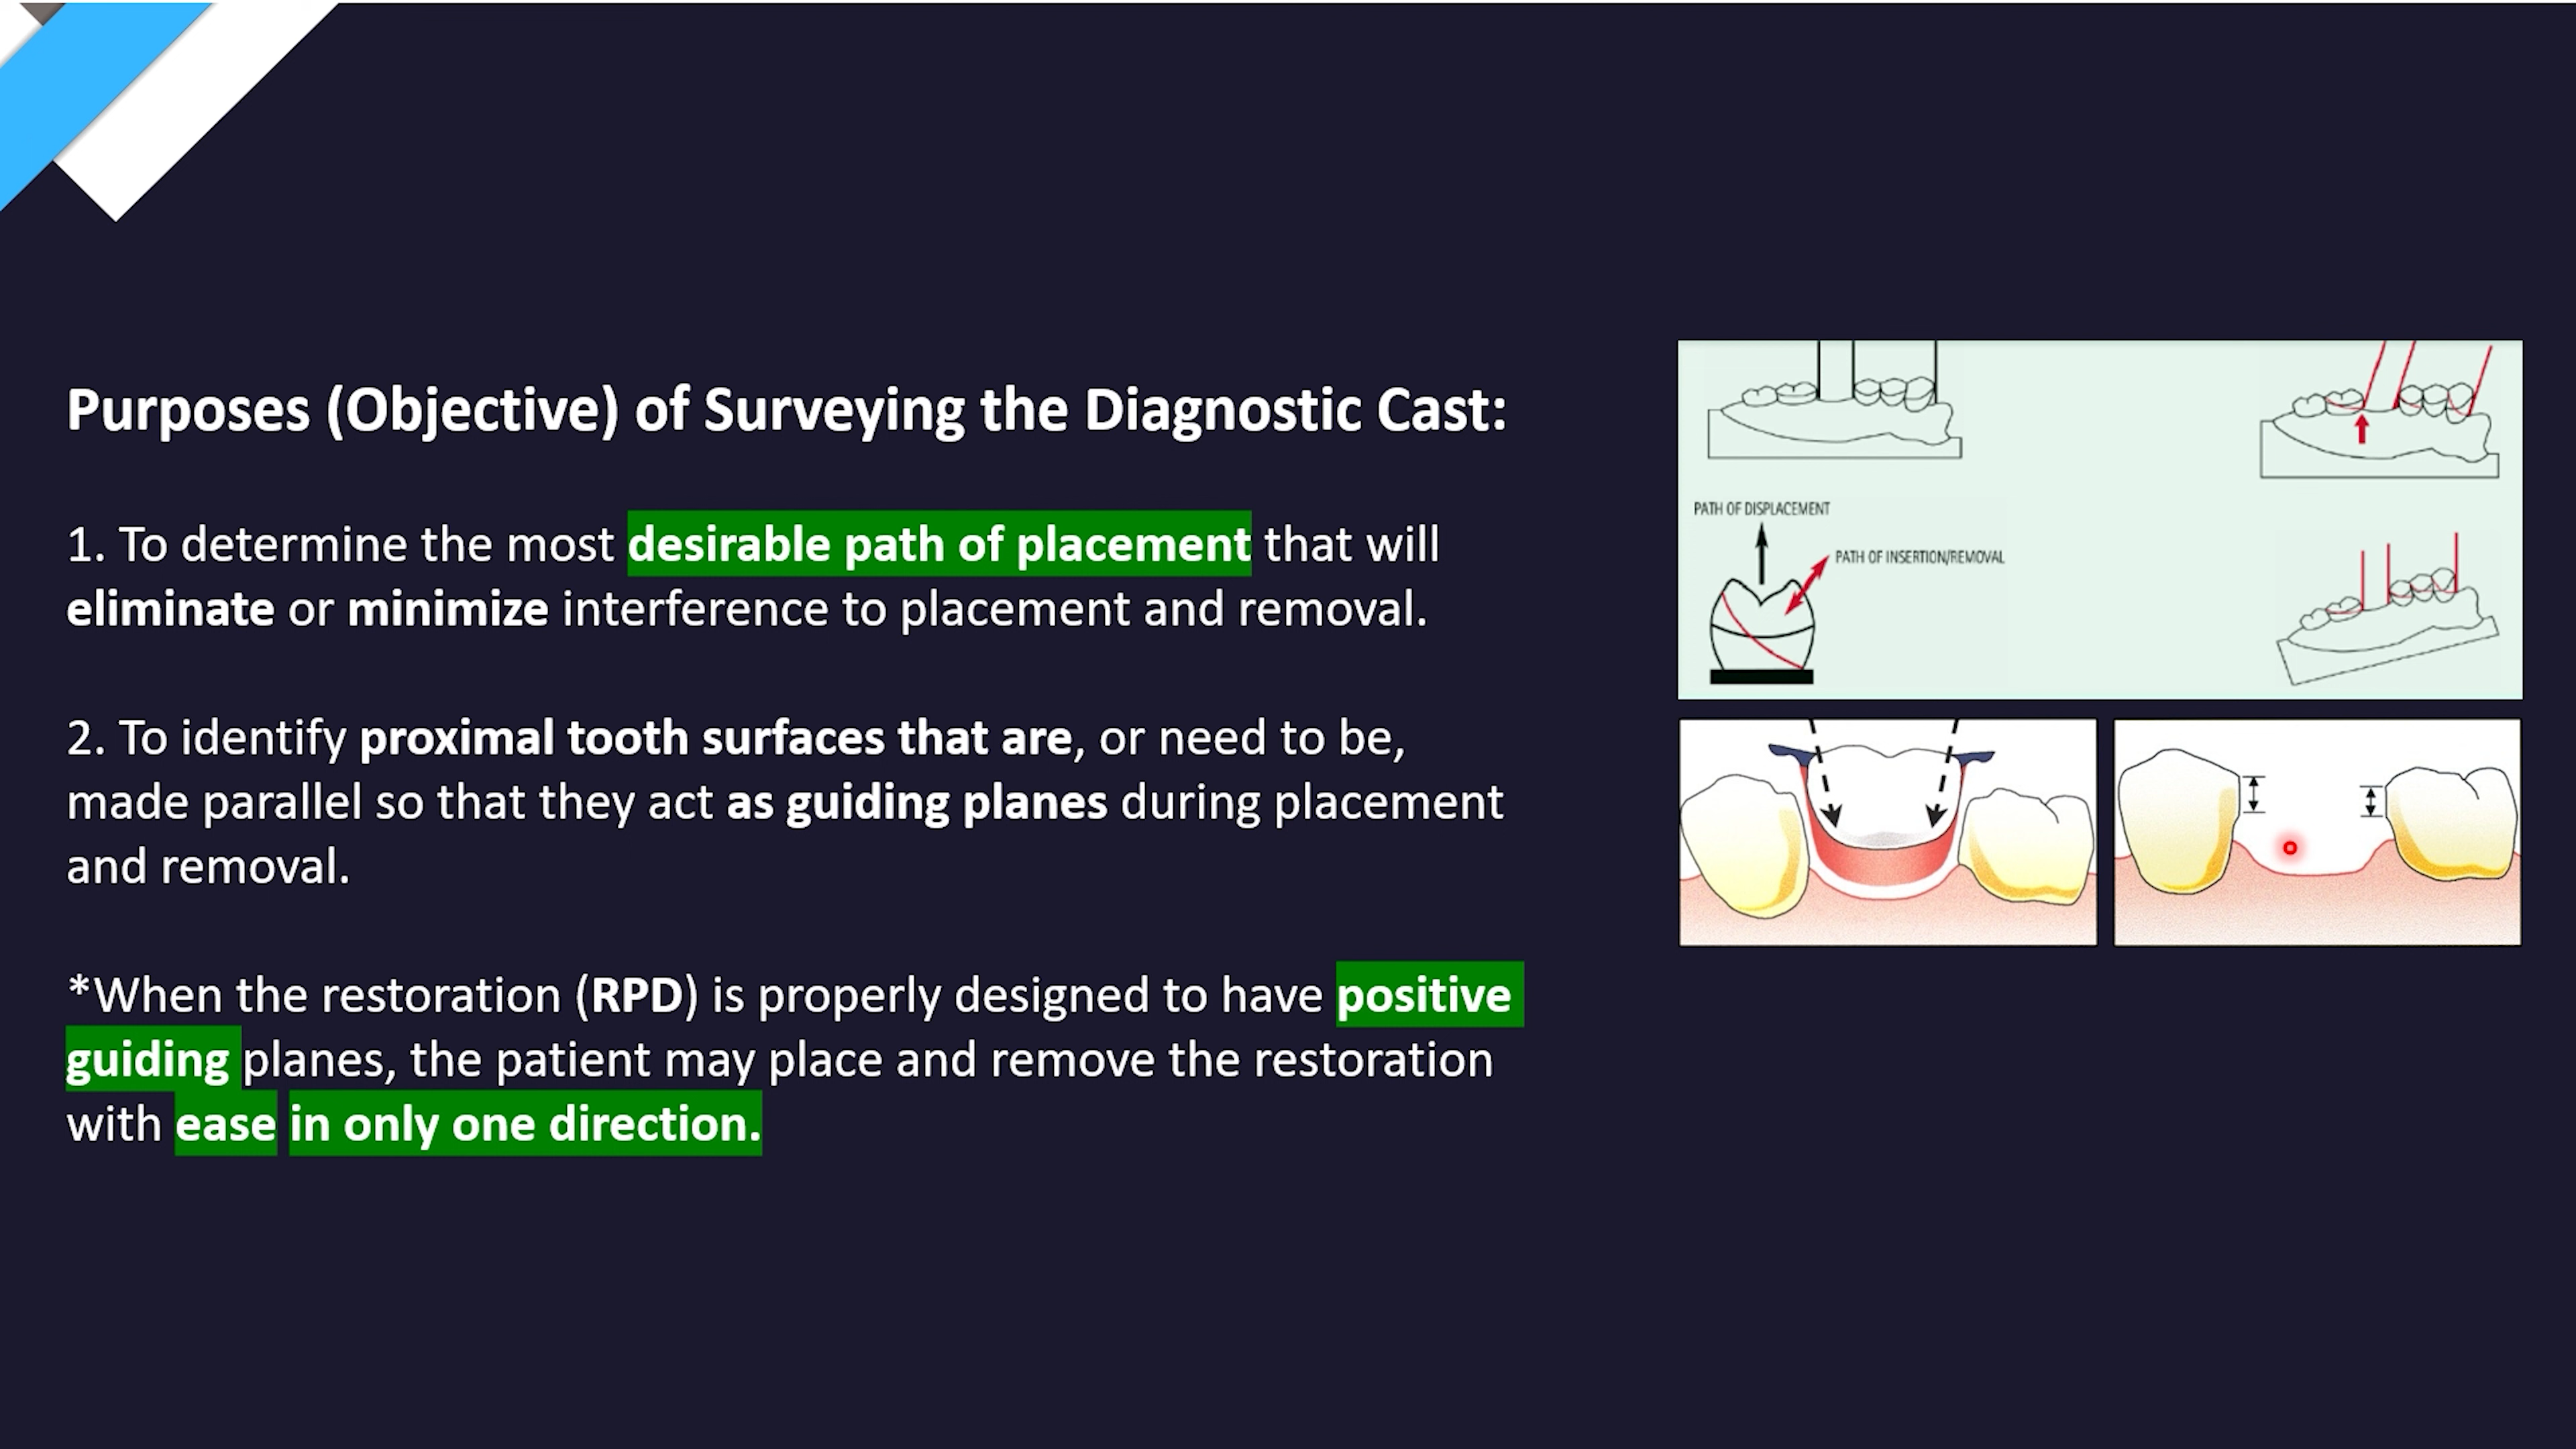 Purposes (Objective) of Surveying the Diagnostic Cast:
1. To determine the most desirable path of placement that will
eliminate or minimize interference to placement and removal.
2. To identify proximal tooth surfaces that are, or need to be,
made parallel so that they act as guiding planes during placement
and removal.
*When the restoration (RPD) is properly designed to have positive
guiding planes, the patient may place and remove the restoration
with ease in only one direction.
PATH OF DISPLACEMENT
PATH OF INSERTION/REMOVAL